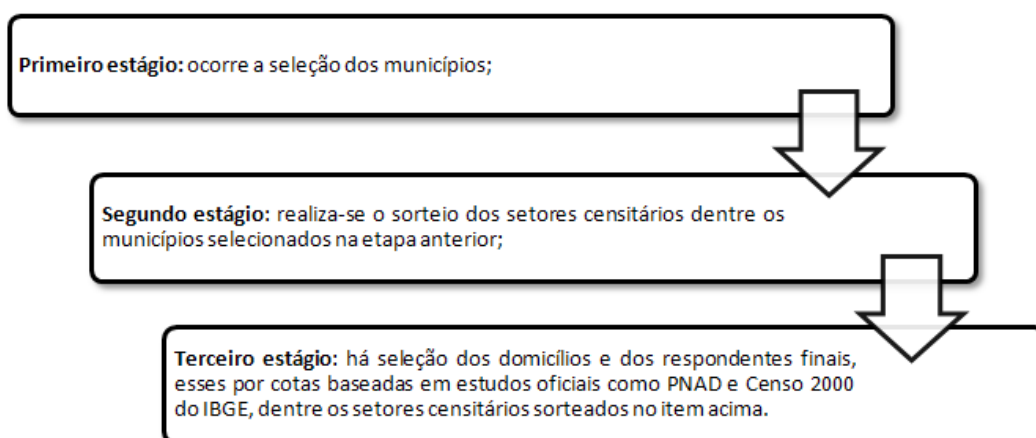 Primeiro estágio: ocorre a seleção dos municípios;
Segundo estágio: realiza-se o sorteio dos setores censitários dentre os
municípios selecionados na etapa anterior;
Terceiro estágio: há seleção dos domicílios e dos respondentes finais,
esses por cotas baseadas em estudos oficiais como PNAD e Censo 2000
do IBGE, dentre os setores censitários sorteados no item acima.